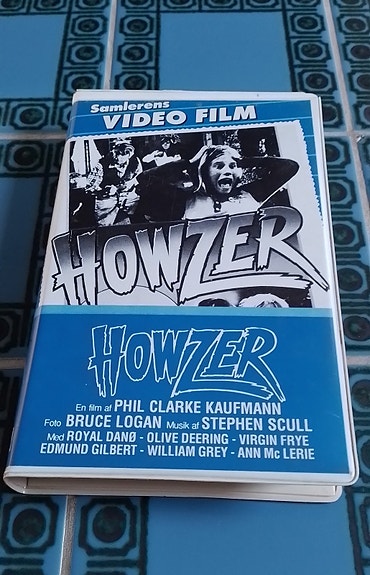 Samlerens
VIDEO FILM
HOWZER
HOWZER
En film af PHIL CLARKE KAUFMANN
Foto BRUCE LOGAN Musik af STEPHEN SCULL
Med ROYAL DANØ - OLIVE DEERING - VIRGIN FRYE
EDMUND GILBERT - WILLIAM GREY - ANN Mc LERIE